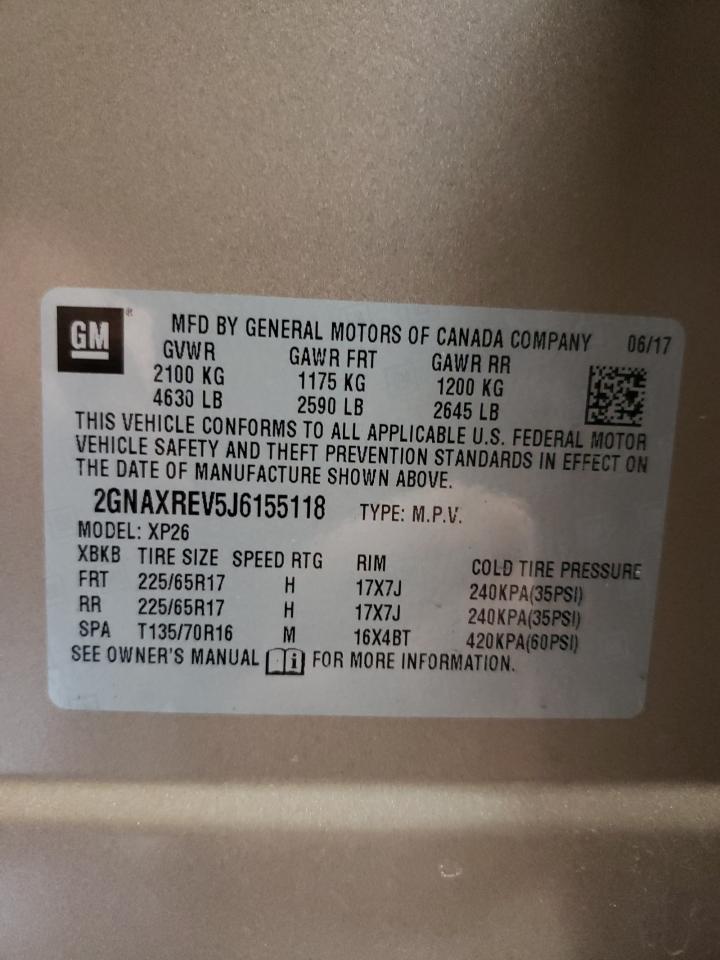 GM®
MFD BY GENERAL MOTORS OF CANADA COMPANY 06/17
GVWR GAWR FRT GAWR RR
2100 KG 1175 KG 1200 KG
4630 LB 2590 LB 2645 LB
THIS VEHICLE CONFORMS TO ALL APPLICABLE U.S. FEDERAL MOTOR
VEHICLE SAFETY AND THEFT PREVENTION STANDARDS IN EFFECT ON
THE DATE OF MANUFACTURE SHOWN ABOVE.
2GNAXREV5J6155118 TYPE: M.P.V.
MODEL: XP26
XBKB TIRE SIZE SPEED RTG RIM COLD TIRE PRESSURE
FRT 225/65R17 H 17X7J 240KPA(35PSI)
RR 225/65R17 H 17X7J 240KPA(35PSI)
SPA T135/70R16 M 16X4BT 420KPA(60PSI)
SEE OWNER'S MANUAL i FOR MORE INFORMATION.